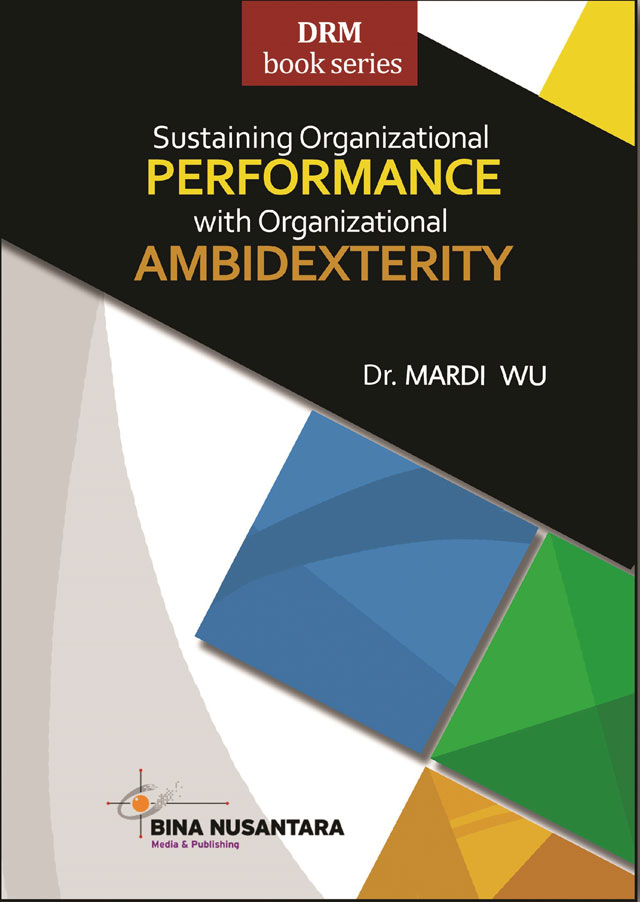 DRM
book series
Sustaining Organizational
PERFORMANCE
with Organizational
AMBIDEXTERITY
Dr. MARDI WU
BINA NUSANTARA
Media & Publishing